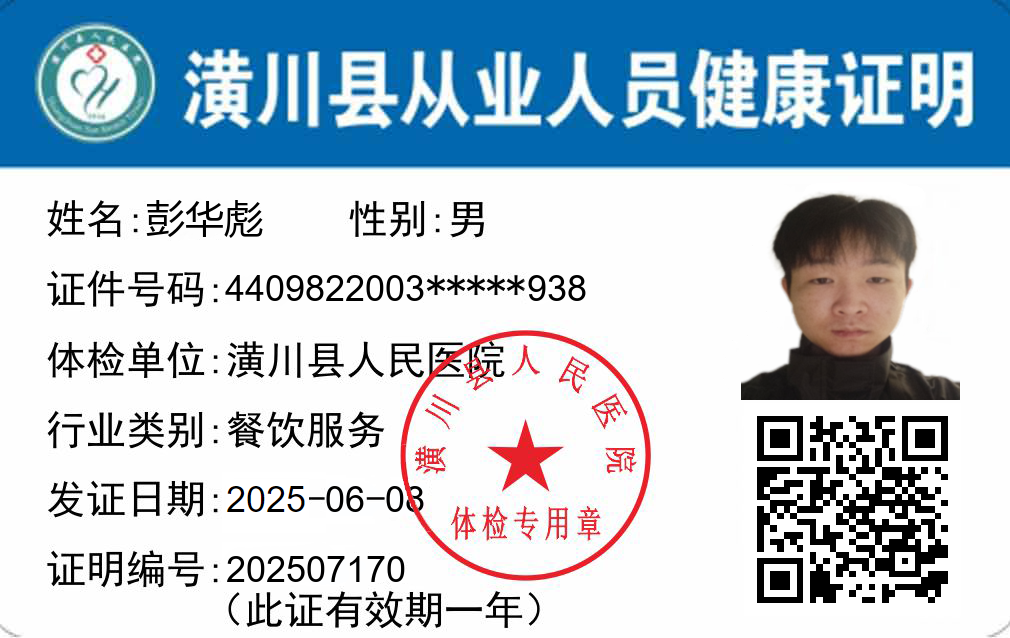 潢川县从业人员健康证明
姓名:彭华彪 性别:男
证件号码:4409822003*****938
体检单位:潢川县人民医院
行业类别:餐饮服务
发证日期:2025-06-08
证明编号:202507170
(此证有效期一年)
潢川县人民医院
体检专用章